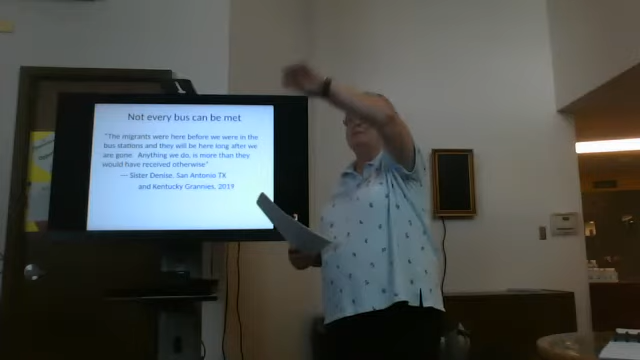 Not every bus can be met
"The migrants were here before we were in the
bus stations and they will be here long after we
are gone. Anything we do, is more than they
would have received otherwise"
— Sister Denise, San Antonio TX
and Kentucky Grannies, 2019